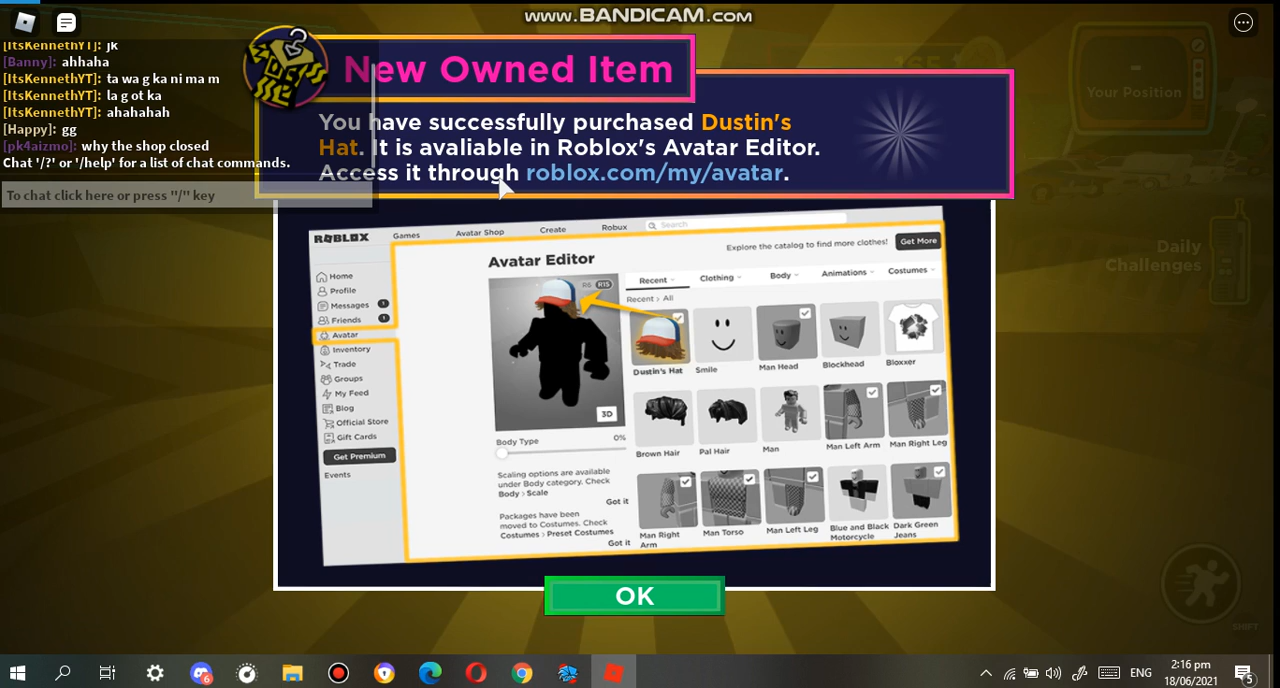 www.BANDICAM.com
[ItsKennethYT]: jk
[Banny]: ahhaha
[ItsKennethYT]: ta wa g ka ni ma m
[ItsKennethYT]: la g ot ka
[ItsKennethYT]: ahahahah
[Happy]: gg
[pk4aizmo]: why the shop closed
Chat '/?' or '/help' for a list of chat commands.
To chat click here or press "/" key
New Owned Item
You have successfully purchased Dustin's
Hat. It is avaliable in Roblox's Avatar Editor.
Access it through roblox.com/my/avatar.
Your Position
Daily
Challenges
SHIFT
ROBLOX
Games
Avatar Shop
Create
Robux
Search
Home
Profile
Messages 1
Friends 1
Avatar
Inventory
Trade
Groups
My Feed
Blog
Official Store
Gift Cards
Get Premium
Events
Avatar Editor
Explore the catalog to find more clothes!
Get More
R6 R15
3D
Body Type 0%
Scaling options are available
under Body category. Check
Body > Scale
Got it
Packages have been
moved to Costumes. Check
Costumes > Preset Costumes
Got it
Recent
Clothing
Body
Animations
Costumes
Recent > All
Dustin's Hat
Smile
Man Head
Blockhead
Bloxxer
Brown Hair
Pal Hair
Man
Man Left Arm
Man Right Leg
Man Right
Arm
Man Torso
Man Left Leg
Blue and Black
Motorcycle
Dark Green
Jeans
OK
6
ENG
2:16 pm
18/06/2021
5